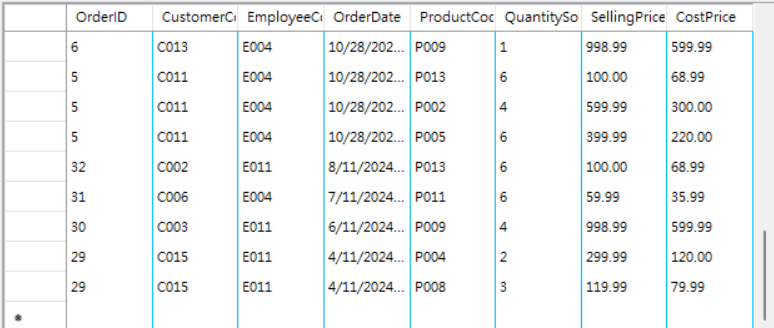 OrderID CustomerC EmployeeC OrderDate ProductCoc QuantitySo SellingPrice CostPrice
6 C013 E004 10/28/202... P009 1 998.99 599.99
5 C011 E004 10/28/202... P013 6 100.00 68.99
5 C011 E004 10/28/202... P002 4 599.99 300.00
5 C011 E004 10/28/202... P005 6 399.99 220.00
32 C002 E011 8/11/2024... P013 6 100.00 68.99
31 C006 E004 7/11/2024... P011 6 59.99 35.99
30 C003 E011 6/11/2024... P009 4 998.99 599.99
29 C015 E011 4/11/2024... P004 2 299.99 120.00
29 C015 E011 4/11/2024... P008 3 119.99 79.99